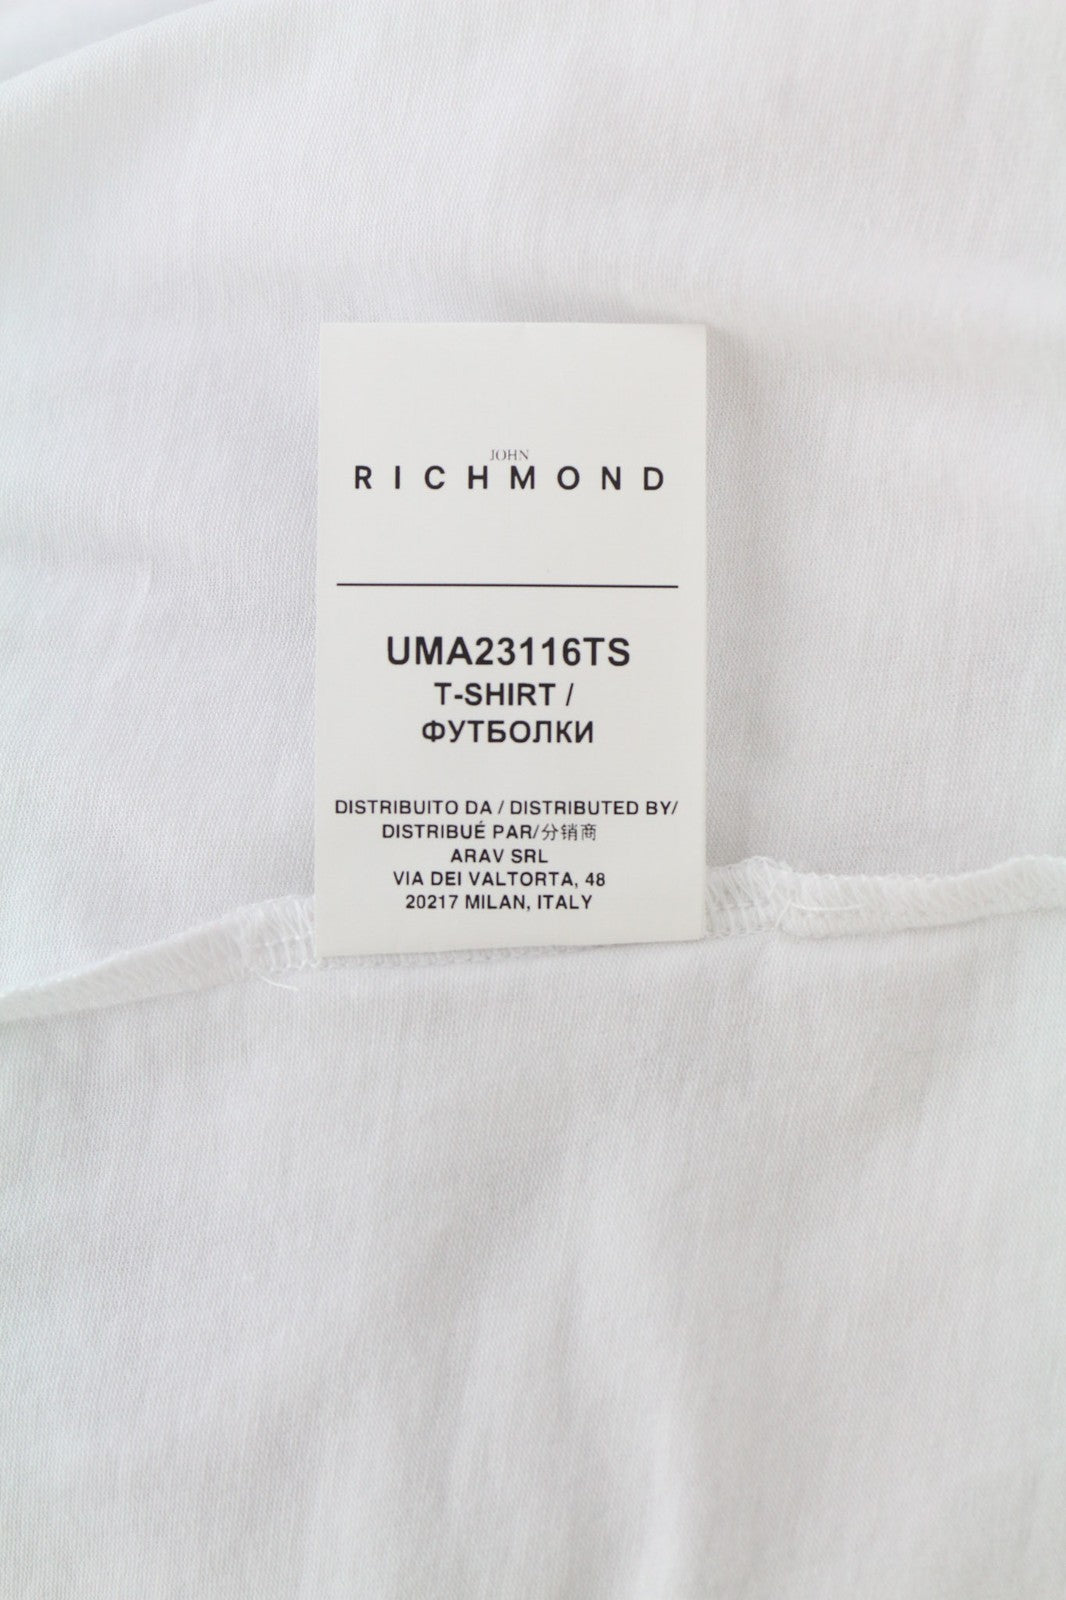 JOHN
RICHMOND
UMA23116TS
T-SHIRT /
ФУТБОЛКИ
DISTRIBUITO DA / DISTRIBUTED BY/
DISTRIBUÉ PAR/分销商
ARAV SRL
VIA DEI VALTORTA, 48
20217 MILAN, ITALY